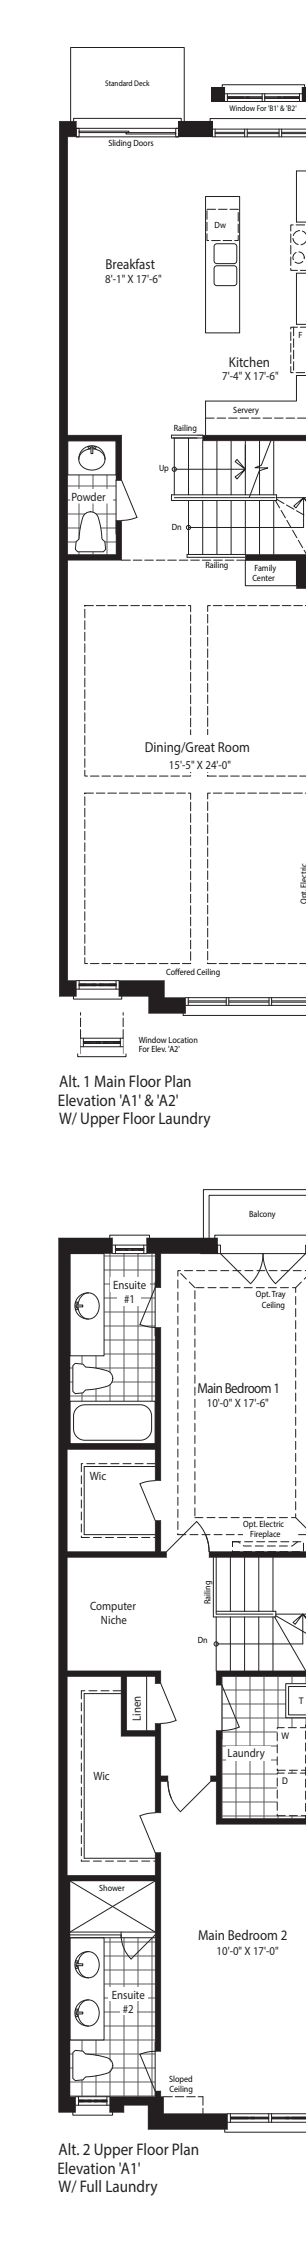 Standard Deck
Window For 'B1' & 'B2'
Sliding Doors
Dw
Breakfast
8'-1" X 17'-6"
F
Kitchen
7'-4" X 17'-6"
Servery
Railing
Up
Powder
Dn
Railing
Family
Center
Dining/Great Room
15'-5" X 24'-0"
Opt. Electric
Coffered Ceiling
Window Location
For Elev. 'A2'
Alt. 1 Main Floor Plan
Elevation 'A1' & 'A2'
W/ Upper Floor Laundry
Balcony
Ensuite
#1
Opt. Tray
Ceiling
Main Bedroom 1
10'-0" X 17'-6"
Wic
Opt. Electric
Fireplace
Computer
Niche
Railing
Dn
Linen
T
W
Laundry
D
Wic
Shower
Main Bedroom 2
10'-0" X 17'-0"
Ensuite
#2
Sloped
Ceiling
Alt. 2 Upper Floor Plan
Elevation 'A1'
W/ Full Laundry